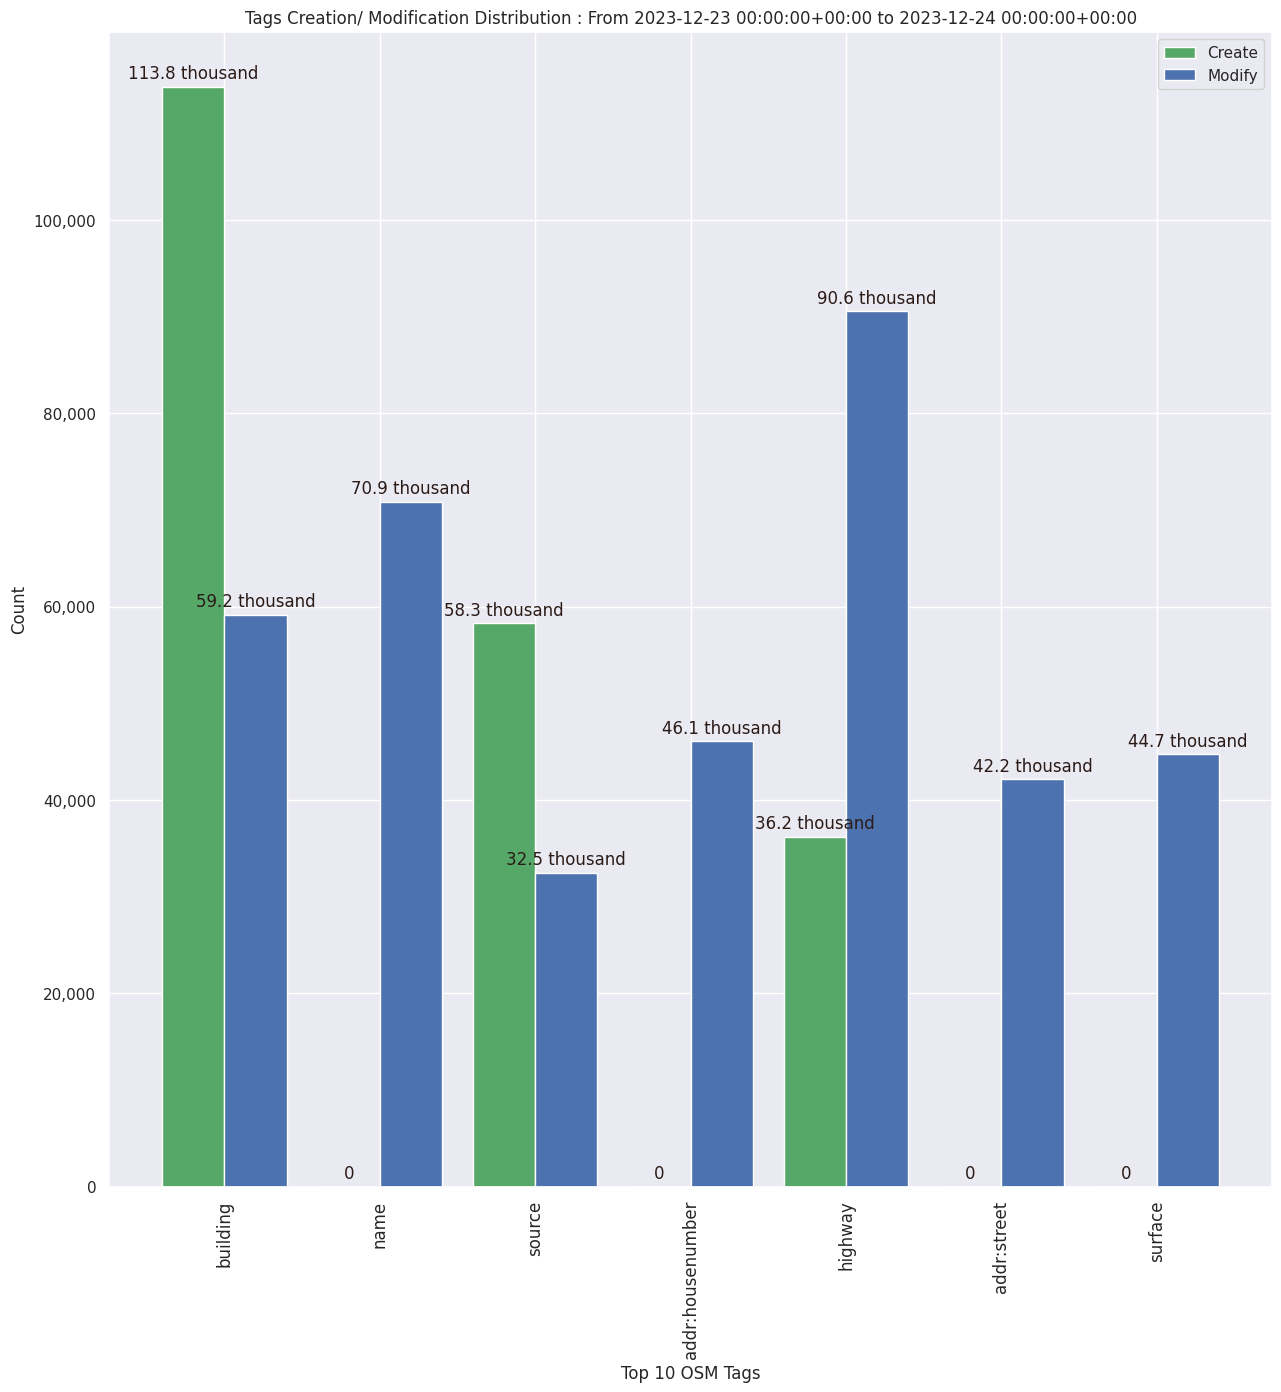 Tags Creation/ Modification Distribution : From 2023-12-23 00:00:00+00:00 to 2023-12-24 00:00:00+00:00
Create
Modify
113.8 thousand
59.2 thousand
0
70.9 thousand
58.3 thousand
32.5 thousand
0
46.1 thousand
36.2 thousand
90.6 thousand
0
42.2 thousand
0
44.7 thousand
Count
100,000
80,000
60,000
40,000
20,000
0
building
name
source
addr:housenumber
highway
addr:street
surface
Top 10 OSM Tags